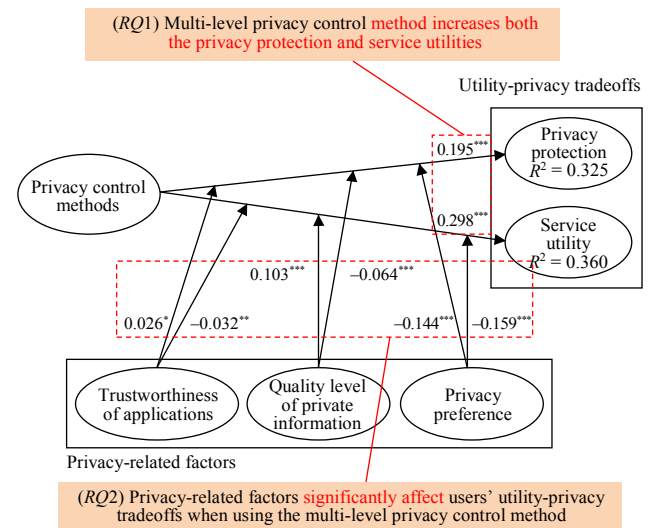 (RQ1) Multi-level privacy control method increases both
the privacy protection and service utilities
Utility-privacy tradeoffs
Privacy
protection
R² = 0.325
0.195***
Privacy control
methods
0.298***
Service
utility
R² = 0.360
0.103***
–0.064***
0.026*
–0.032**
–0.144***
–0.159***
Trustworthiness
of applications
Quality level
of private
information
Privacy
preference
Privacy-related factors
(RQ2) Privacy-related factors significantly affect users’ utility-privacy
tradeoffs when using the multi-level privacy control method